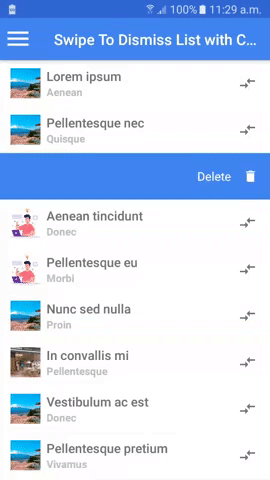 100% 11:29 a.m.
Swipe To Dismiss List with C...
Lorem ipsum
Aenean
Pellentesque nec
Quisque
Delete
Aenean tincidunt
Donec
Pellentesque eu
Morbi
Nunc sed nulla
Proin
In convallis mi
Pellentesque
Vestibulum ac est
Donec
Pellentesque pretium
Vivamus